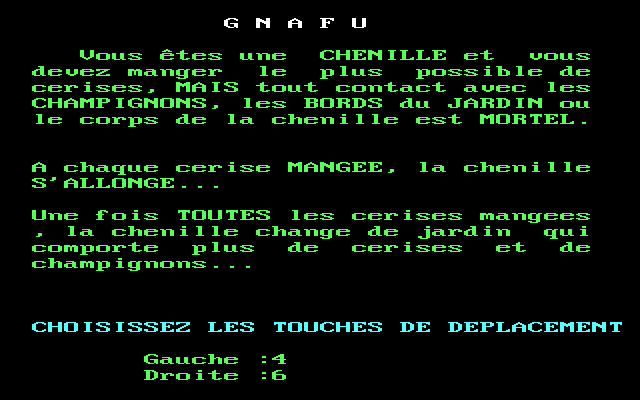 G N A F U
Vous êtes une CHENILLE et vous
devez manger le plus possible de
cerises, MAIS tout contact avec les
CHAMPIGNONS, les BORDS du JARDIN ou
le corps de la chenille est MORTEL.
A chaque cerise MANGEE, la chenille
S'ALLONGE...
Une fois TOUTES les cerises mangees
, la chenille change de jardin qui
comporte plus de cerises et de
champignons...
CHOISISSEZ LES TOUCHES DE DEPLACEMENT
Gauche :4
Droite :6